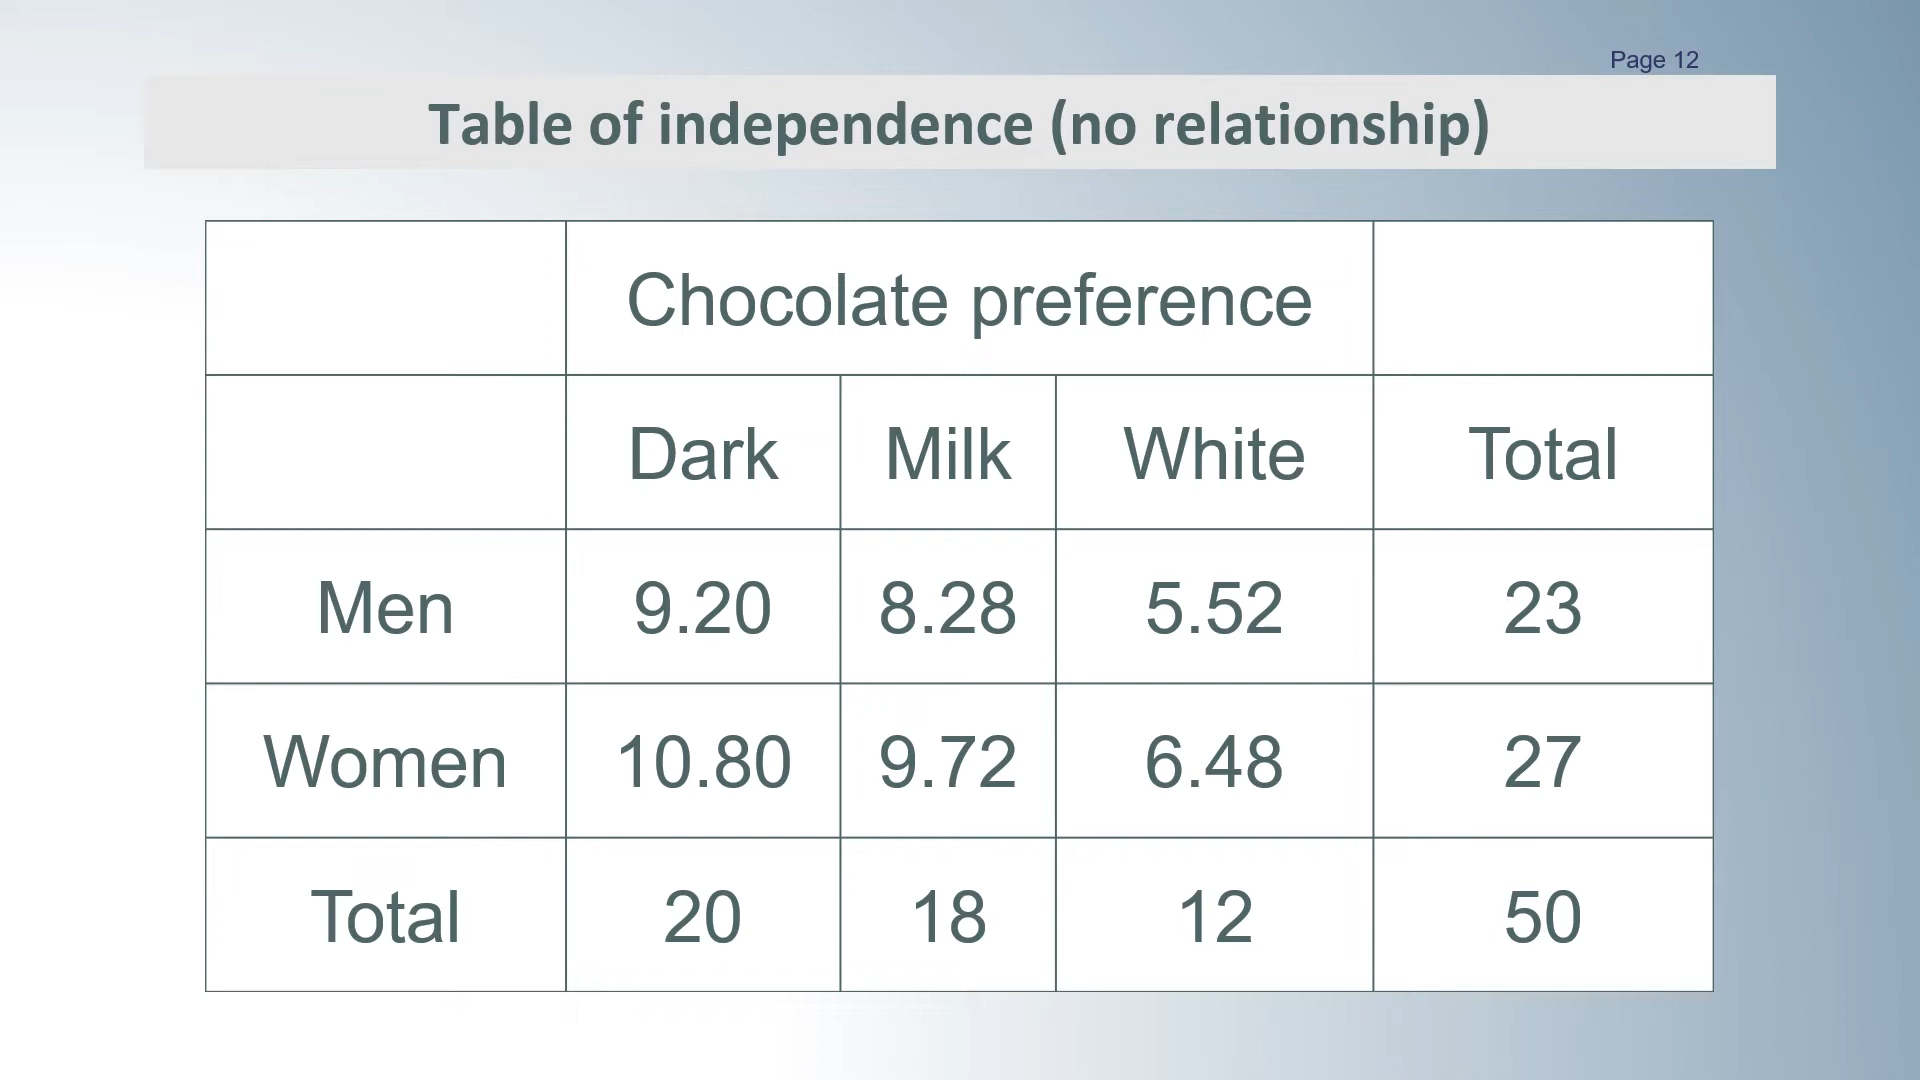 Page 12
Table of independence (no relationship)
Chocolate preference
Dark Milk White Total
Men 9.20 8.28 5.52 23
Women 10.80 9.72 6.48 27
Total 20 18 12 50